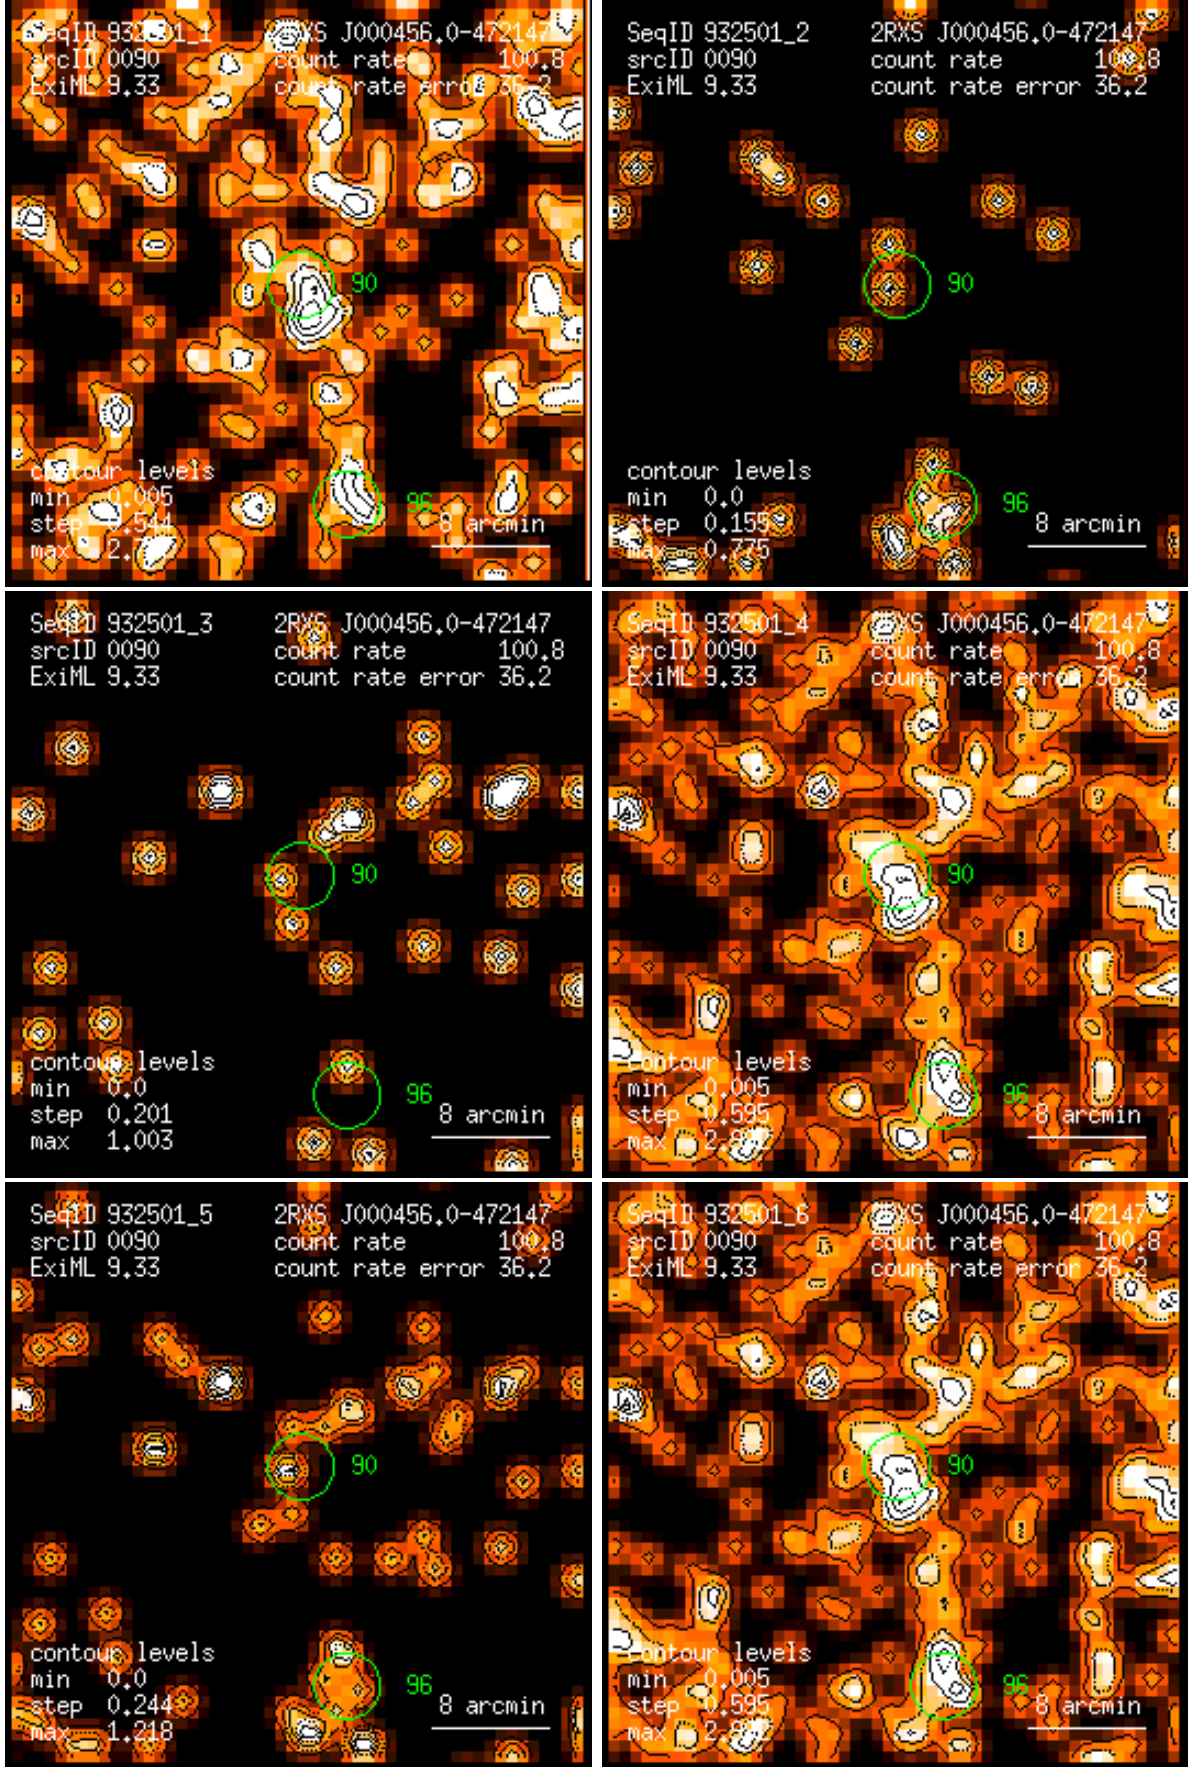 SeqID 932501_1 2RXS J000456.0-472147
srcID 0090 count rate 100.8
ExiML 9.33 count rate error 36.2
90
contour levels
min 0.005
step 0.544
max
96
8 arcmin
SeqID 932501_2 2RXS J000456.0-472147
srcID 0090 count rate 100.8
ExiML 9.33 count rate error 36.2
90
contour levels
min 0.0
step 0.155
max 0.775
96
8 arcmin
SeqID 932501_3 2RXS J000456.0-472147
srcID 0090 count rate 100.8
ExiML 9.33 count rate error 36.2
90
contour levels
min 0.0
step 0.201
max 1.003
96
8 arcmin
SeqID 932501_4 2RXS J000456.0-472147
srcID 0090 count rate 100.8
ExiML 9.33 count rate error 36.2
90
contour levels
min 0.005
step 0.595
max
96
8 arcmin
SeqID 932501_5 2RXS J000456.0-472147
srcID 0090 count rate 100.8
ExiML 9.33 count rate error 36.2
90
contour levels
min 0.0
step 0.244
max 1.218
96
8 arcmin
SeqID 932501_6 2RXS J000456.0-472147
srcID 0090 count rate 100.8
ExiML 9.33 count rate error 36.2
90
contour levels
min 0.005
step 0.595
max
96
8 arcmin